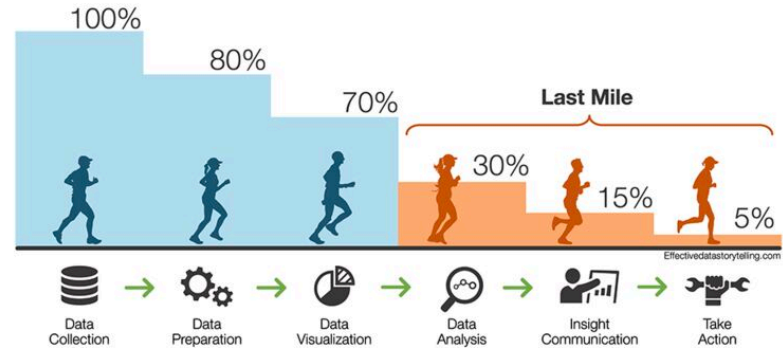 100%
80%
70%
Last Mile
30%
15%
5%
Effectivedatastorytelling.com
Data
Collection
Data
Preparation
Data
Visualization
Data
Analysis
Insight
Communication
Take
Action